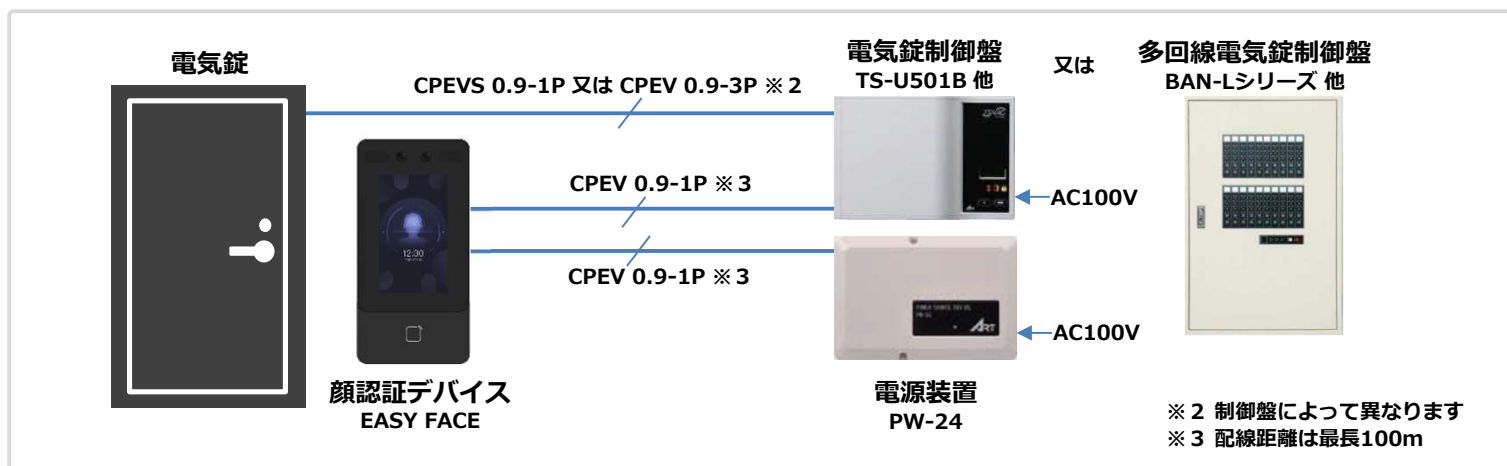 電気錠
電気錠制御盤
TS-U501B 他
又は
多回線電気錠制御盤
BAN-Lシリーズ 他
CPEVS 0.9-1P 又は CPEV 0.9-3P ※2
CPEV 0.9-1P ※3
AC100V
12:30
CPEV 0.9-1P ※3
ART
AC100V
顔認証デバイス
EASY FACE
電源装置
PW-24
※2 制御盤によって異なります
※3 配線距離は最長100m